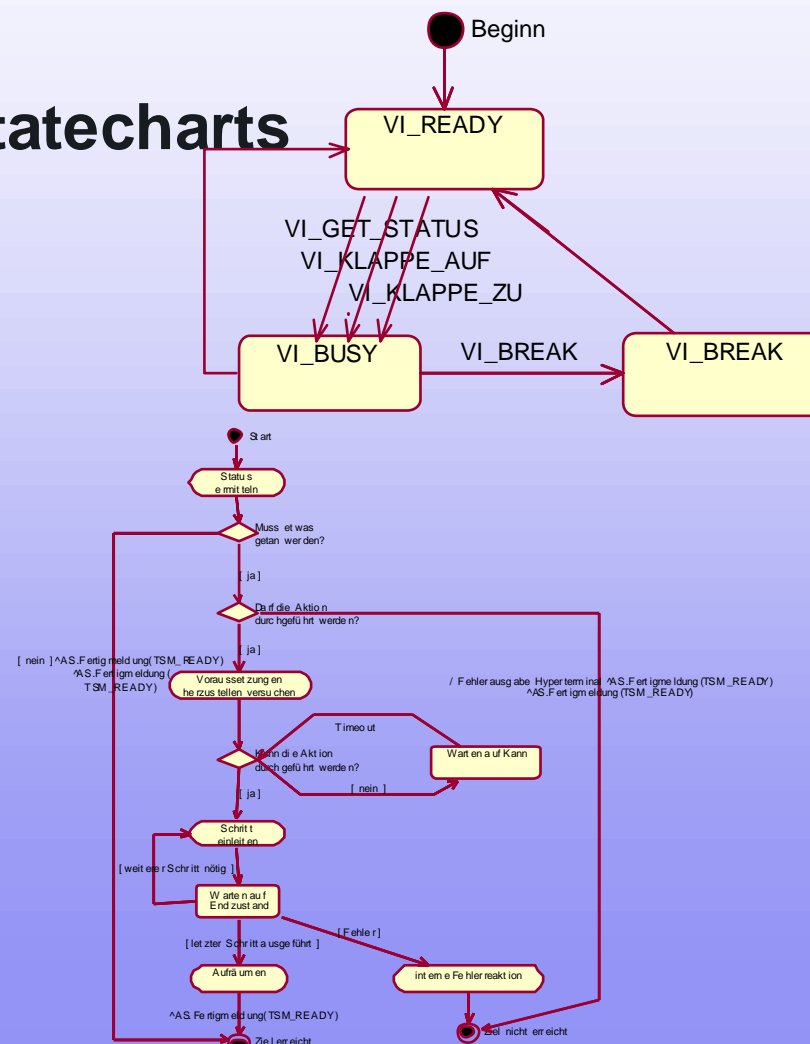 Beginn
tatecharts
VI_READY
VI_GET_STATUS
VI_KLAPPE_AUF
VI_KLAPPE_ZU
VI_BUSY
VI_BREAK
VI_BREAK
Start
Status
ermitteln
Muss etwas
getan werden?
[ ja ]
Darf die Aktion
durchgeführt werden?
[ ja ]
[ nein ] ^AS.Fertigmeldung( TSM_READY)
^AS.Fertigmeldung (
TSM_READY)
Voraussetzungen
herzustellen versuchen
/ Fehlerausgabe Hyperterminal ^AS.Fertigmeldung (TSM_READY)
^AS.Fertigmeldung (TSM_READY)
Timeout
Kann die Aktion
durchgeführt werden?
Warten auf Kann
[ nein ]
[ ja ]
Schritt
einleiten
[ weiterer Schritt nötig ]
Warten auf
Endzustand
[ Fehler ]
[ letzter Schritt ausgeführt ]
Aufräumen
interne Fehlerreaktion
^AS.Fertigmeldung( TSM_READY)
Ziel nicht erreicht
Ziel erreicht